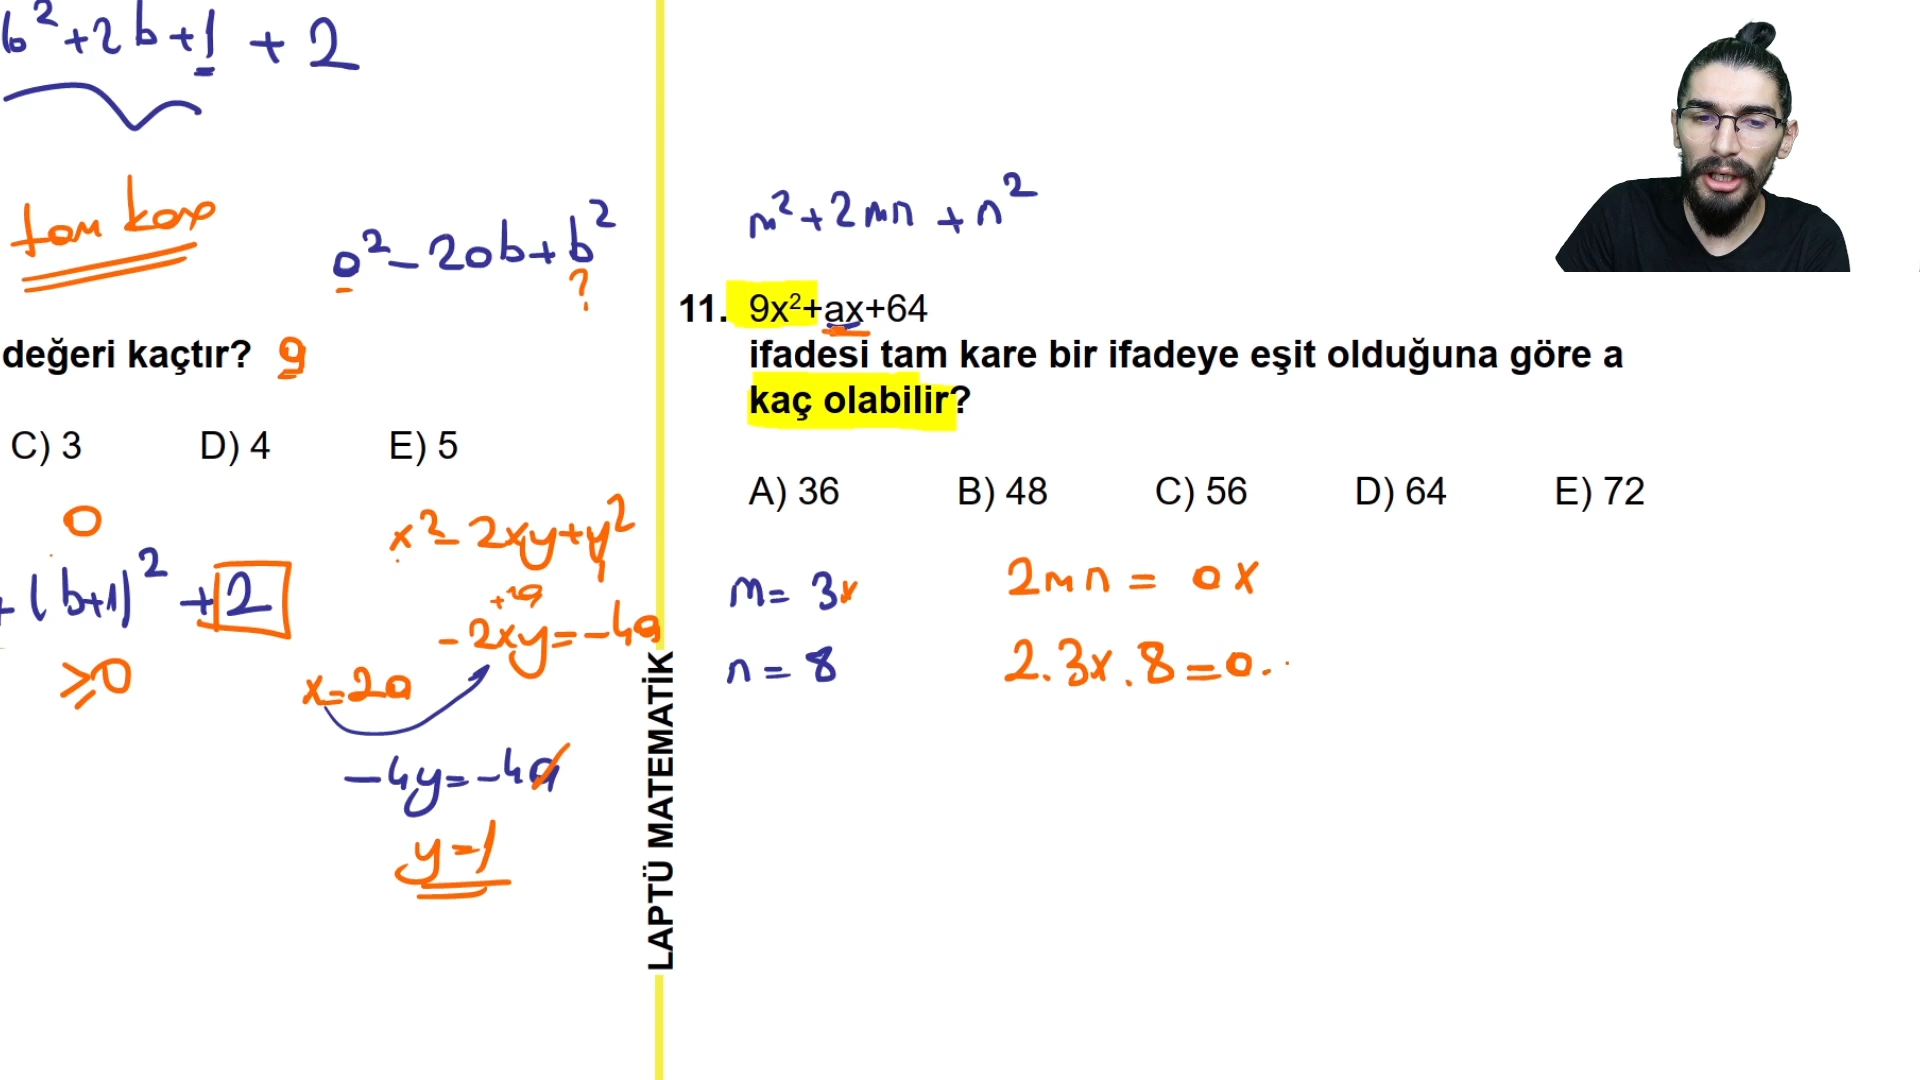 b²+2b+1 + 2
tam kare
a²-2ab+b²
?
değeri kaçtır? 9
C) 3 D) 4 E) 5
0
+(b+1)²+2
≥0
x²-2xy+y²
-2xy=-4a
x=2a
-4y=-4a
y=1
LAPTÜ MATEMATİK
m²+2mn+n²
11. 9x²+ax+64
ifadesi tam kare bir ifadeye eşit olduğuna göre a
kaç olabilir?
A) 36 B) 48 C) 56 D) 64 E) 72
m= 3x
n= 8
2mn = ax
2.3x.8=a.